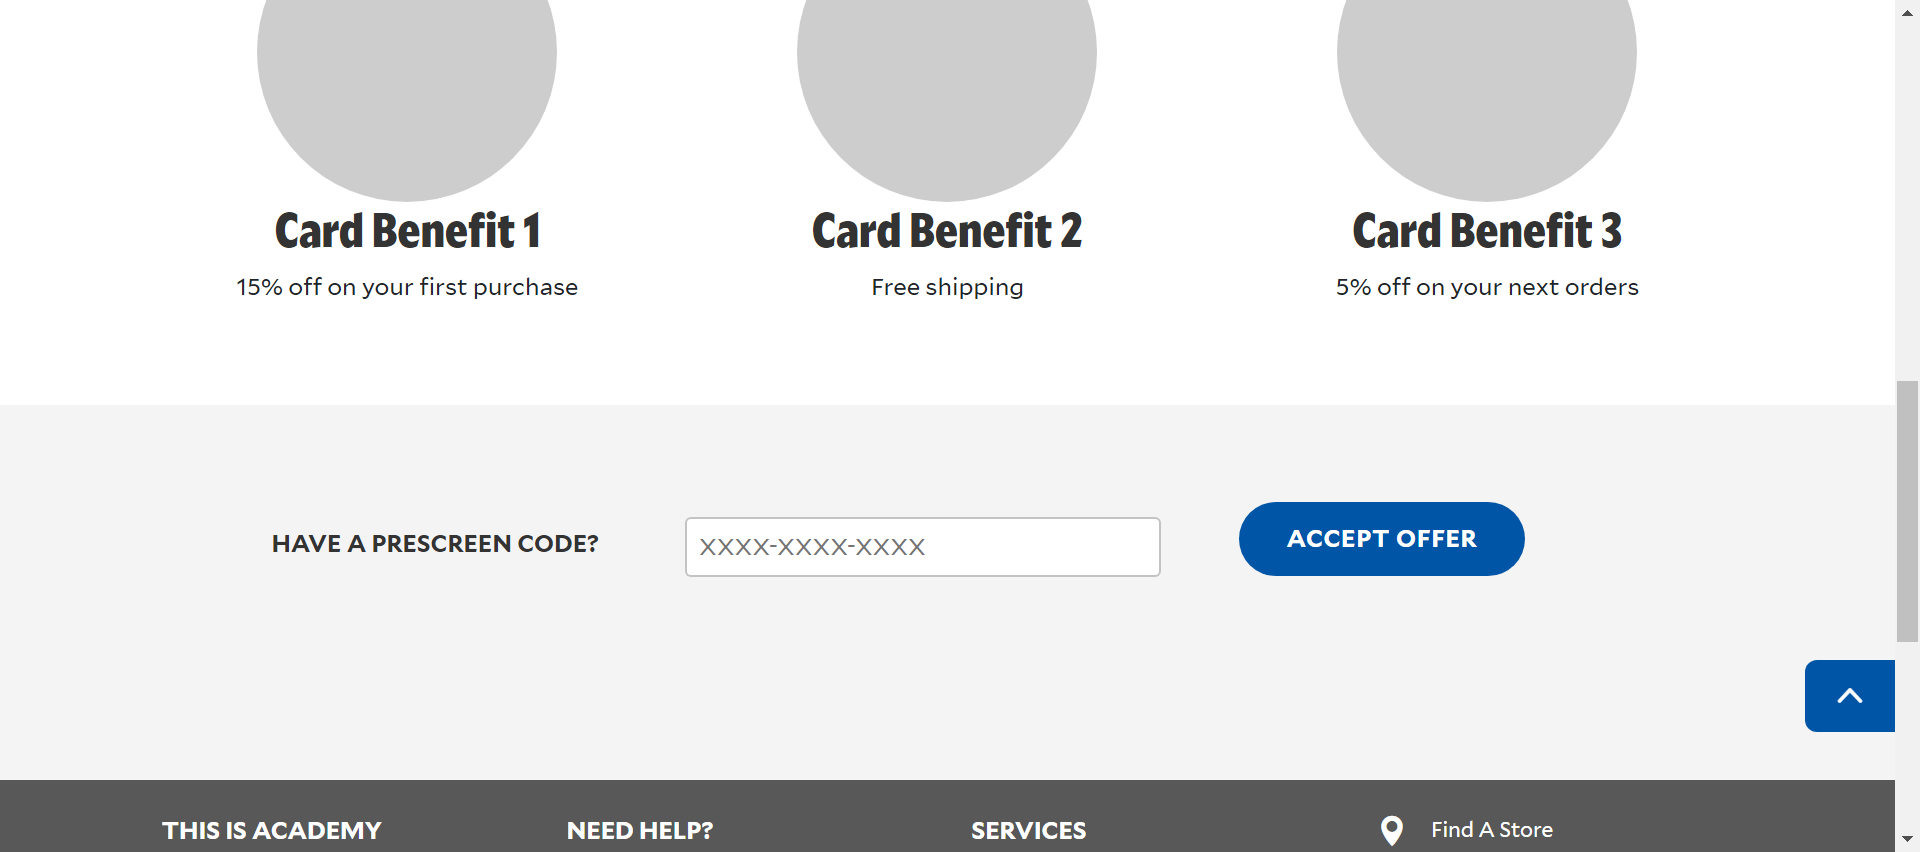 Card Benefit 1
15% off on your first purchase
Card Benefit 2
Free shipping
Card Benefit 3
5% off on your next orders
HAVE A PRESCREEN CODE?
XXXX-XXXX-XXXX
ACCEPT OFFER
THIS IS ACADEMY
NEED HELP?
SERVICES
Find A Store